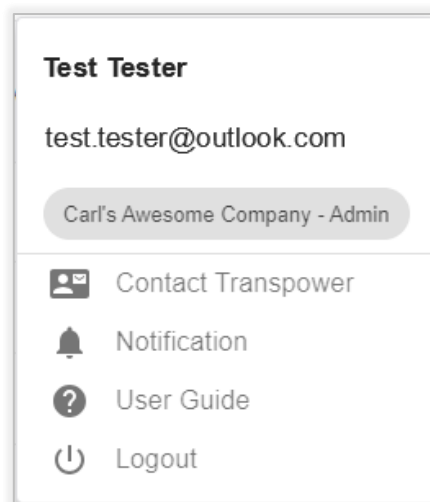 Test Tester
test.tester@outlook.com
Carl's Awesome Company - Admin
Contact Transpower
Notification
User Guide
Logout